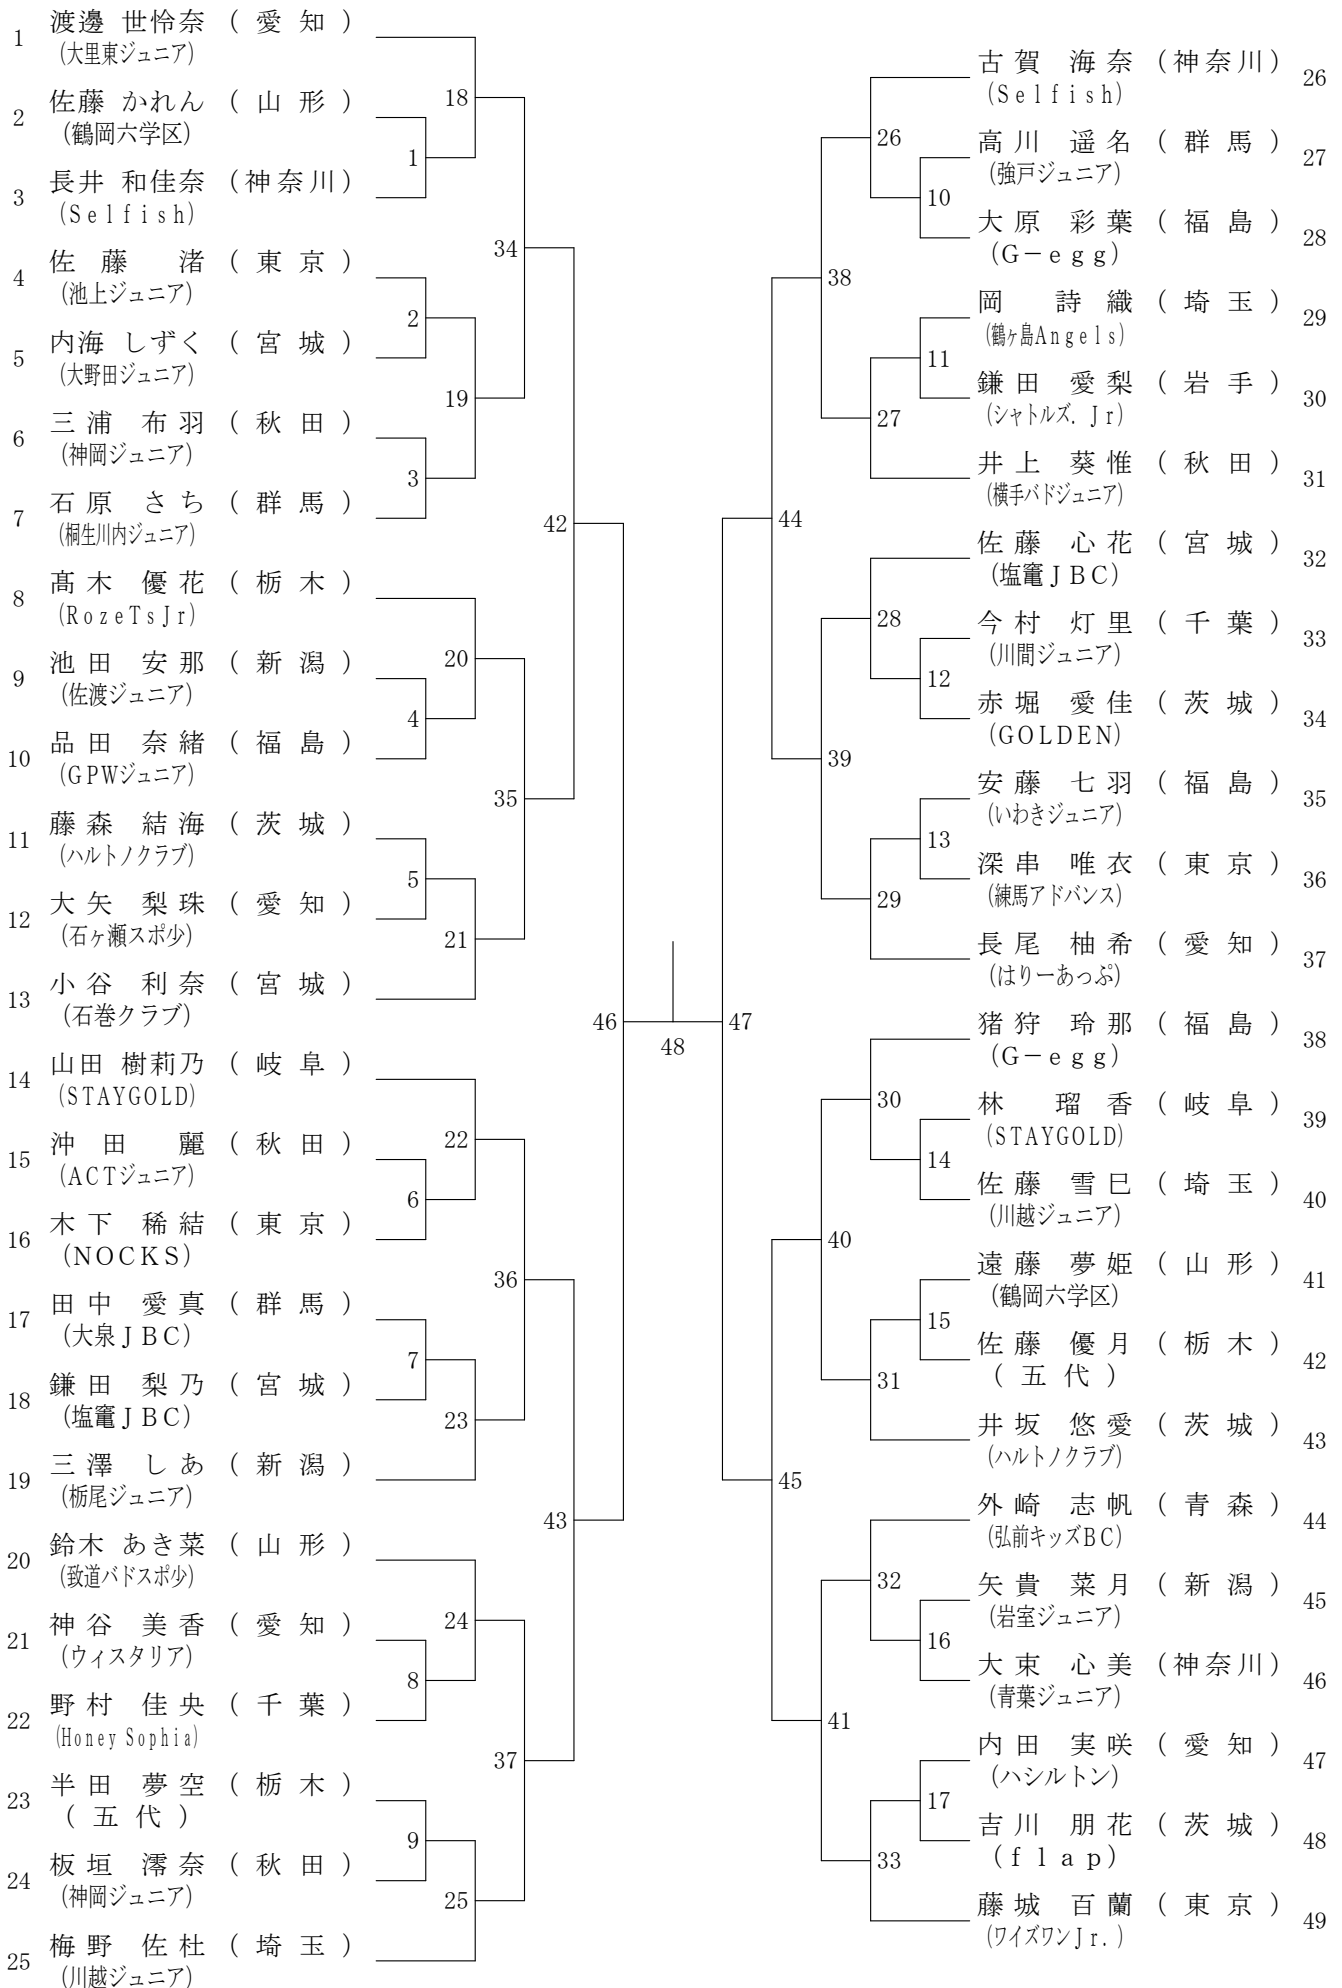 1 渡邊 世怜奈 （ 愛 知 ）
(大里東ジュニア)
2 佐藤 かれん （ 山 形 ）
(鶴岡六学区)
3 長井 和佳奈 （神奈川）
(Selfish)
4 佐 藤 渚 （ 東 京 ）
(池上ジュニア)
5 内海 しずく （ 宮 城 ）
(大野田ジュニア)
6 三 浦 布 羽 （ 秋 田 ）
(神岡ジュニア)
7 石 原 さ ち （ 群 馬 ）
(桐生川内ジュニア)
8 髙 木 優 花 （ 栃 木 ）
(RozeTsJr)
9 池 田 安 那 （ 新 潟 ）
(佐渡ジュニア)
10 品 田 奈 緒 （ 福 島 ）
(GPWジュニア)
11 藤 森 結 海 （ 茨 城 ）
(ハルトノクラブ)
12 大 矢 梨 珠 （ 愛 知 ）
(石ヶ瀬スポ少)
13 小 谷 利 奈 （ 宮 城 ）
(石巻クラブ)
14 山田 樹莉乃 （ 岐 阜 ）
(STAYGOLD)
15 沖 田 麗 （ 秋 田 ）
(ACTジュニア)
16 木 下 稀 結 （ 東 京 ）
(NOCKS)
17 田 中 愛 真 （ 群 馬 ）
(大泉ＪＢＣ)
18 鎌 田 梨 乃 （ 宮 城 ）
(塩竈ＪＢＣ)
19 三 澤 し あ （ 新 潟 ）
(栃尾ジュニア)
20 鈴木 あき菜 （ 山 形 ）
(致道バドスポ少)
21 神 谷 美 香 （ 愛 知 ）
(ウィスタリア)
22 野 村 佳 央 （ 千 葉 ）
(Honey Sophia)
23 半 田 夢 空 （ 栃 木 ）
( 五 代 )
24 板 垣 澪 奈 （ 秋 田 ）
(神岡ジュニア)
25 梅 野 佐 杜 （ 埼 玉 ）
(川越ジュニア)
18
1
34
2
19
3
42
20
4
35
5
21
46
22
6
36
7
23
43
24
8
37
9
25
48
47
26
10
38
11
27
44
28
12
39
13
29
30
14
40
15
31
45
32
16
41
17
33
古 賀 海 奈 （神奈川） 26
(Selfish)
高 川 遥 名 （ 群 馬 ） 27
(強戸ジュニア)
大 原 彩 葉 （ 福 島 ） 28
(G－ｅｇｇ)
岡 詩 織 （ 埼 玉 ） 29
(鶴ヶ島Angels)
鎌 田 愛 梨 （ 岩 手 ） 30
(シャトルズ．Jr)
井 上 葵 惟 （ 秋 田 ） 31
(横手バドジュニア)
佐 藤 心 花 （ 宮 城 ） 32
(塩竈ＪＢＣ)
今 村 灯 里 （ 千 葉 ） 33
(川間ジュニア)
赤 堀 愛 佳 （ 茨 城 ） 34
(GOLDEN)
安 藤 七 羽 （ 福 島 ） 35
(いわきジュニア)
深 串 唯 衣 （ 東 京 ） 36
(練馬アドバンス)
長 尾 柚 希 （ 愛 知 ） 37
(はりーあっぷ)
猪 狩 玲 那 （ 福 島 ） 38
(G－ｅｇｇ)
林 瑠 香 （ 岐 阜 ） 39
(STAYGOLD)
佐 藤 雪 巳 （ 埼 玉 ） 40
(川越ジュニア)
遠 藤 夢 姫 （ 山 形 ） 41
(鶴岡六学区)
佐 藤 優 月 （ 栃 木 ） 42
( 五 代 )
井 坂 悠 愛 （ 茨 城 ） 43
(ハルトノクラブ)
外 崎 志 帆 （ 青 森 ） 44
(弘前キッズBC)
矢 貴 菜 月 （ 新 潟 ） 45
(岩室ジュニア)
大 束 心 美 （神奈川） 46
(青葉ジュニア)
内 田 実 咲 （ 愛 知 ） 47
(ハシルトン)
吉 川 朋 花 （ 茨 城 ） 48
(ｆｌａｐ)
藤 城 百 蘭 （ 東 京 ） 49
(ワイズワンJr.)